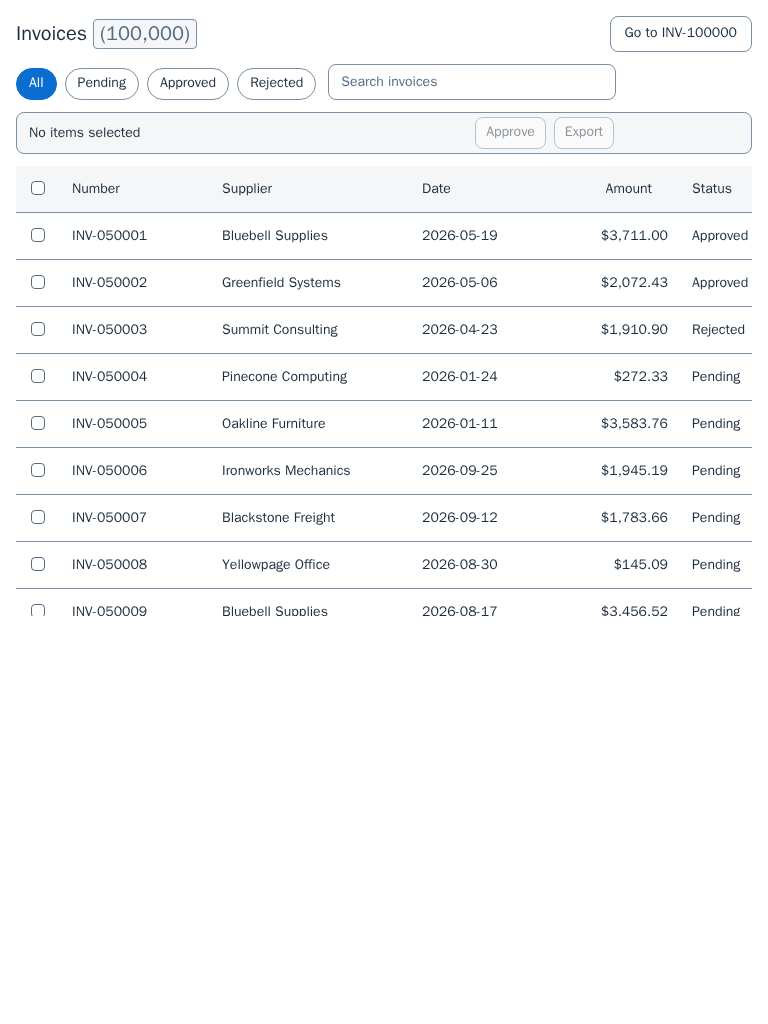 Invoices (100,000) Go to INV-100000
All Pending Approved Rejected Search invoices
No items selected Approve Export
Number Supplier Date Amount Status
INV-050001 Bluebell Supplies 2026-05-19 $3,711.00 Approved
INV-050002 Greenfield Systems 2026-05-06 $2,072.43 Approved
INV-050003 Summit Consulting 2026-04-23 $1,910.90 Rejected
INV-050004 Pinecone Computing 2026-01-24 $272.33 Pending
INV-050005 Oakline Furniture 2026-01-11 $3,583.76 Pending
INV-050006 Ironworks Mechanics 2026-09-25 $1,945.19 Pending
INV-050007 Blackstone Freight 2026-09-12 $1,783.66 Pending
INV-050008 Yellowpage Office 2026-08-30 $145.09 Pending
INV-050009 Bluebell Supplies 2026-08-17 $3,456.52 Pending